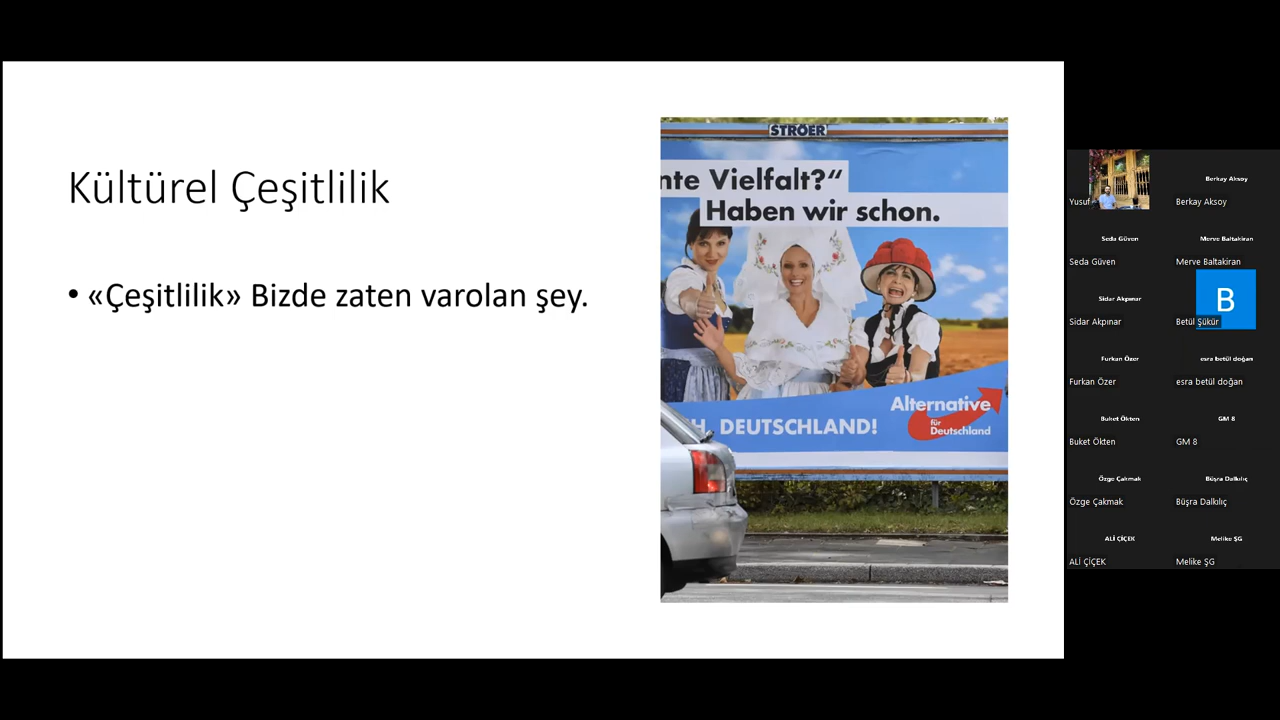 Kültürel Çeşitlilik
• «Çeşitlilik» Bizde zaten varolan şey.
STRÖER
nte Vielfalt?“
Haben wir schon.
Alternative
für
Deutschland
H, DEUTSCHLAND!
Yusuf
Berkay Aksoy
Berkay Aksoy
Seda Güven
Merve Baltakiran
Seda Güven
Merve Baltakiran
Sidar Akpınar
B
Sidar Akpınar
Betül Şükür
Furkan Özer
esra betül doğan
Furkan Özer
esra betül doğan
Buket Ökten
GM 8
Buket Ökten
GM 8
Özge Çakmak
Büşra Dalkılıç
Özge Çakmak
Büşra Dalkılıç
ALİ ÇİÇEK
Melike ŞG
ALİ ÇİÇEK
Melike ŞG